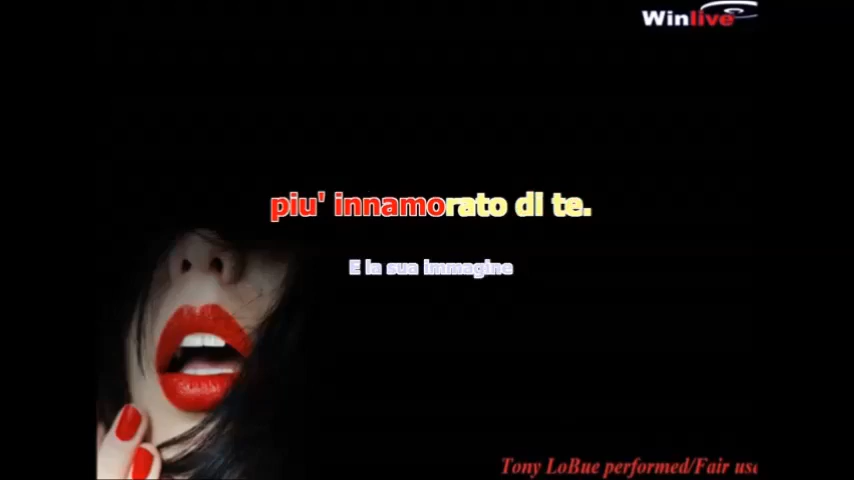 Winlive
piu' innamorato di te.
E la sua immagine
Tony LoBue performed/Fair use